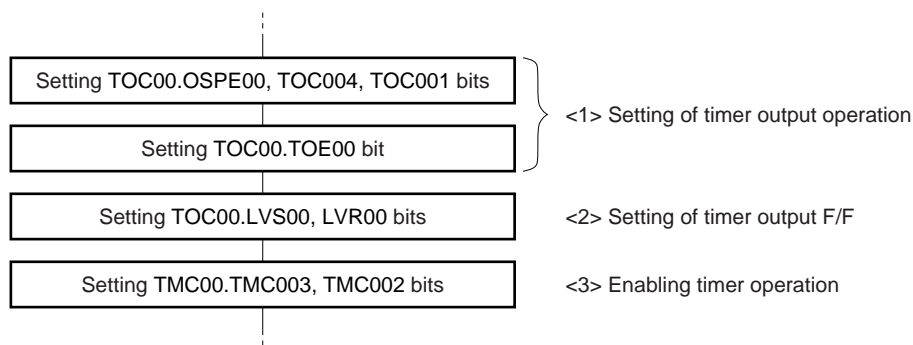 Setting TOC00.OSPE00, TOC004, TOC001 bits
<1> Setting of timer output operation
Setting TOC00.TOE00 bit
Setting TOC00.LVS00, LVR00 bits
<2> Setting of timer output F/F
Setting TMC00.TMC003, TMC002 bits
<3> Enabling timer operation